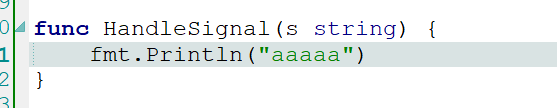 func HandleSignal(s string) {
    fmt.Println("aaaaa")
}